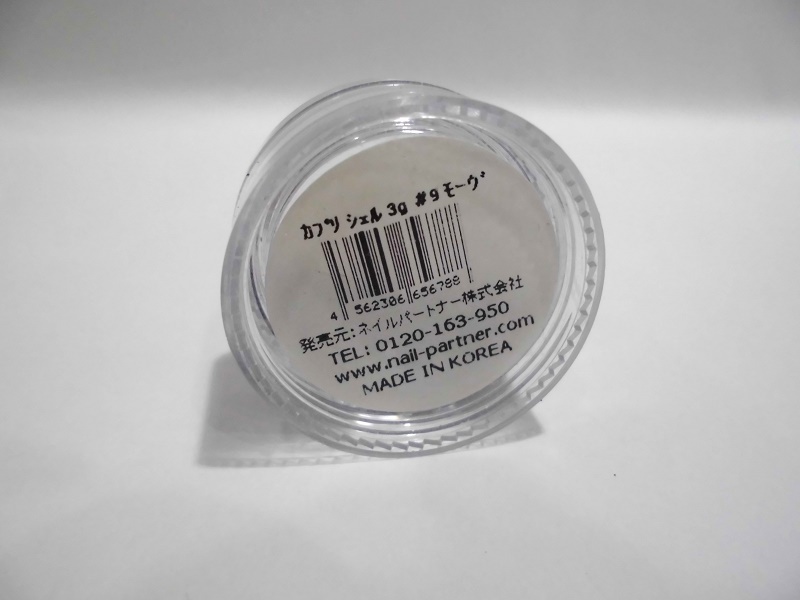 カプリ シェル 3g #9 モーヴ
4 562306 656788
発売元:ネイルパートナー株式会社
TEL: 0120-163-950
www.nail-partner.com
MADE IN KOREA